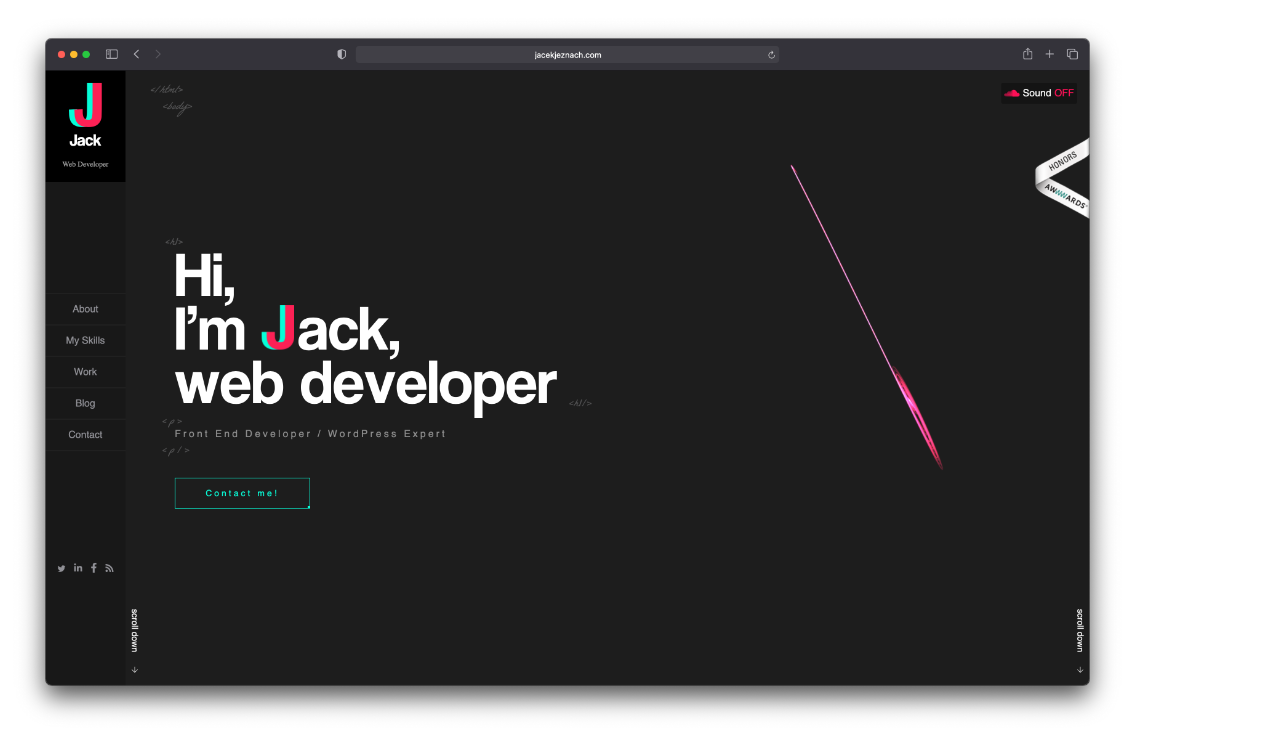 jacekjeznach.com
J
Jack
Web Developer
About
My Skills
Work
Blog
Contact
</html>
<body>
Sound OFF
HONORS
AWWWARDS
<h1>
Hi,
I'm Jack,
web developer
<h1/>
<p>
Front End Developer / WordPress Expert
<p/>
Contact me!
scroll down
scroll down